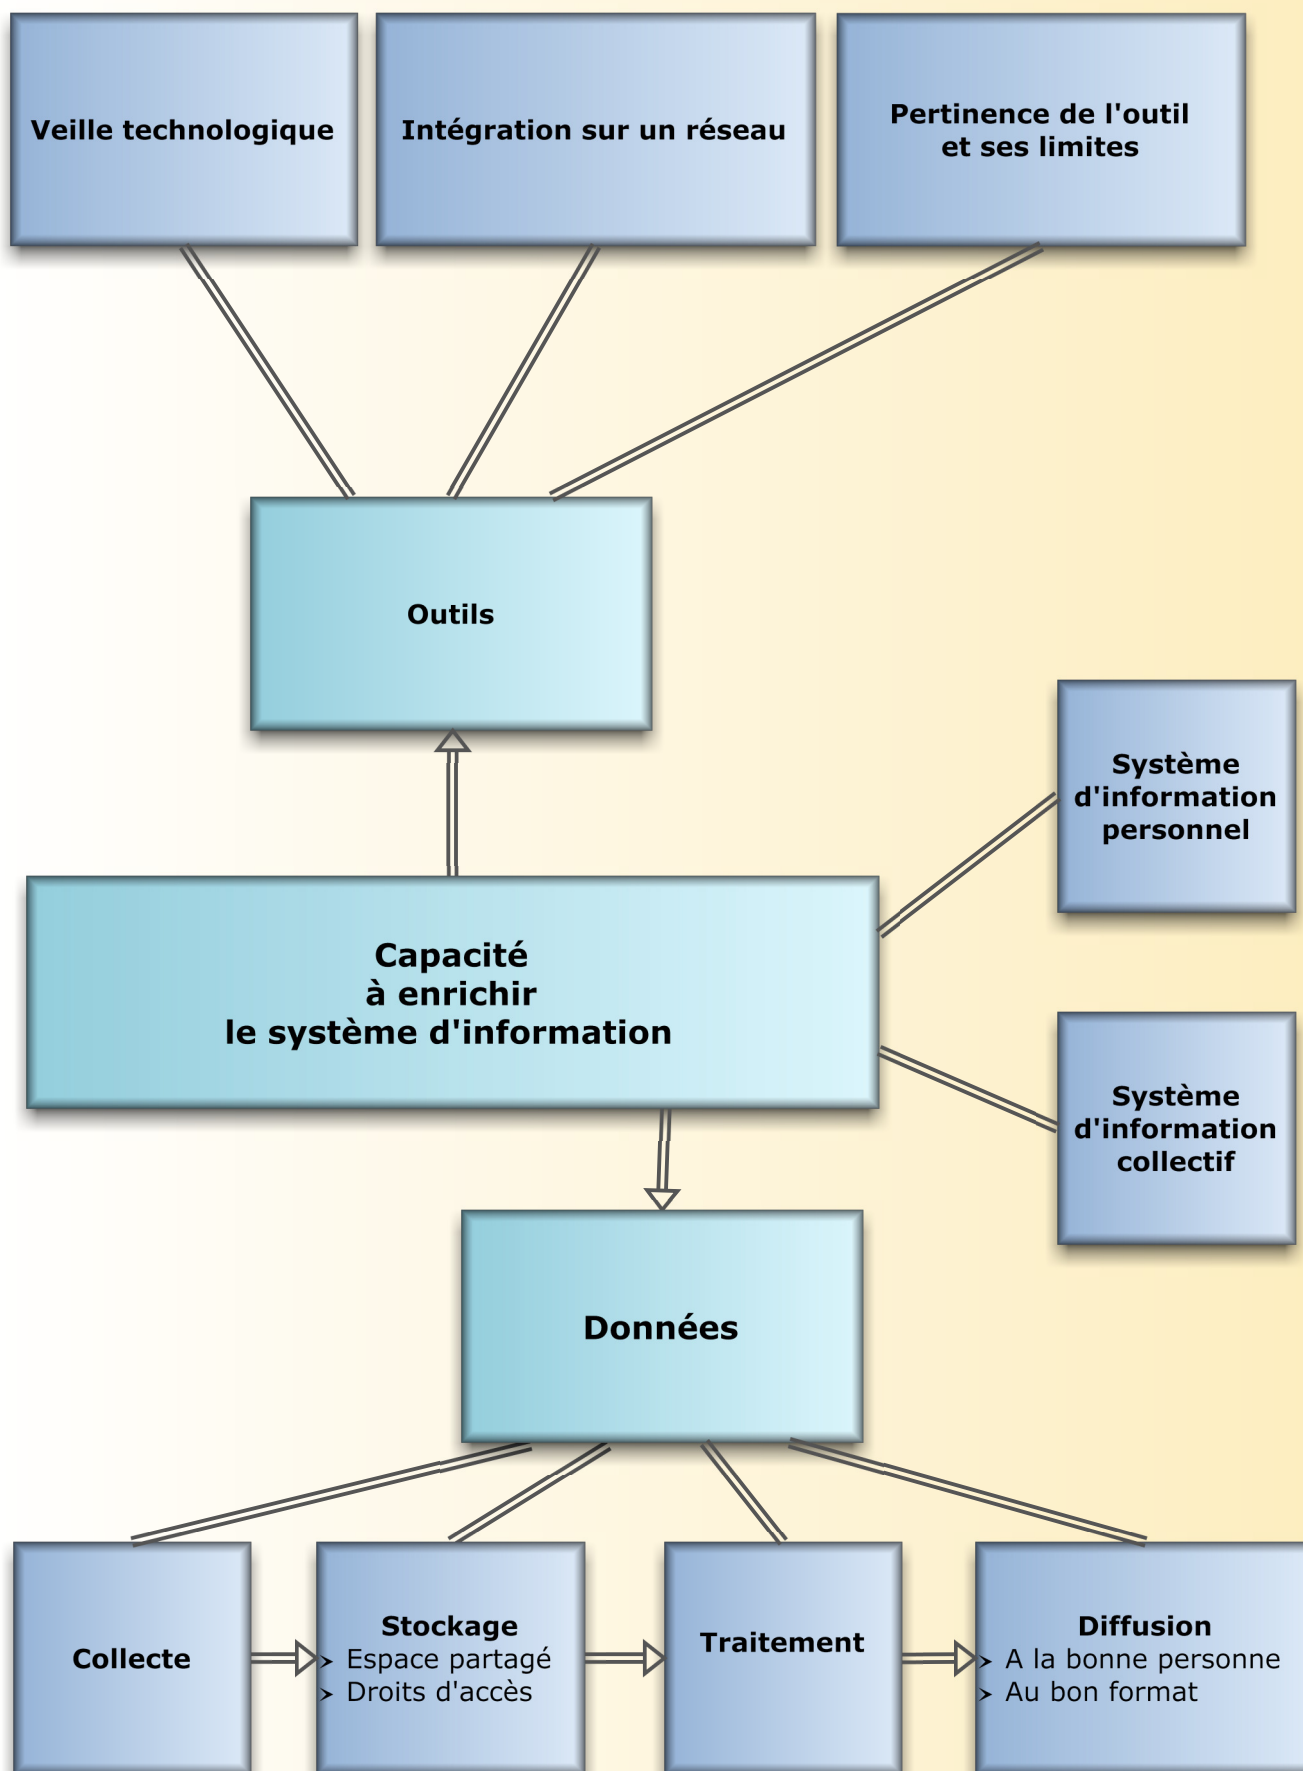 Veille technologique
Intégration sur un réseau
Pertinence de l'outil
et ses limites
Outils
Système
d'information
personnel
Capacité
à enrichir
le système d'information
Système
d'information
collectif
Données
Collecte
Stockage
➢ Espace partagé
➢ Droits d'accès
Traitement
Diffusion
➢ A la bonne personne
➢ Au bon format